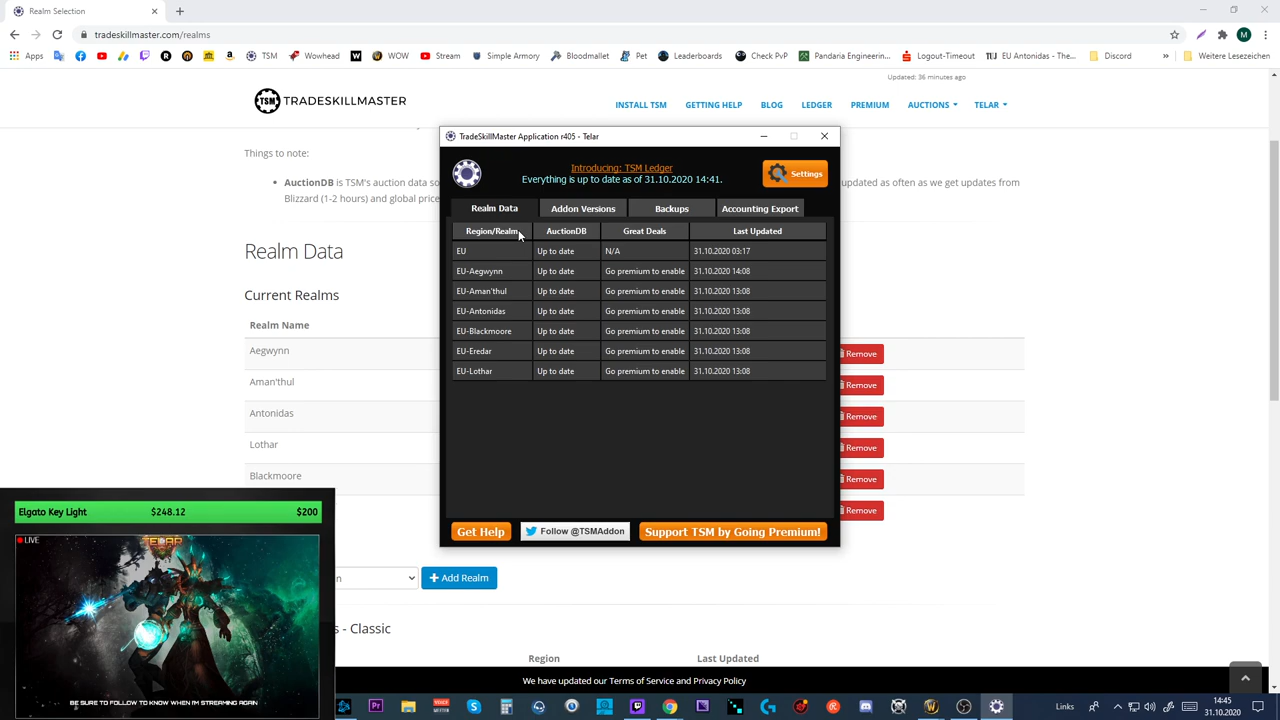 Realm Selection
tradeskillmaster.com/realms
Apps
TSM
Wowhead
WOW
Stream
Simple Armory
Bloodmallet
Pet
Leaderboards
Check PvP
Pandaria Engineerin...
Logout-Timeout
EU Antonidas - The...
Discord
Weitere Lesezeichen
Updated: 36 minutes ago
TRADESKILLMASTER
INSTALL TSM
GETTING HELP
BLOG
LEDGER
PREMIUM
AUCTIONS
TELAR
Things to note:
AuctionDB is TSM's auction data so
updated as often as we get updates from
Blizzard (1-2 hours) and global price
Realm Data
Current Realms
Realm Name
Aegwynn
Remove
Aman'thul
Remove
Antonidas
Remove
Lothar
Remove
Blackmoore
Remove
Remove
TradeSkillMaster Application r405 - Telar
Introducing: TSM Ledger
Everything is up to date as of 31.10.2020 14:41.
Settings
Realm Data
Addon Versions
Backups
Accounting Export
Region/Realm
AuctionDB
Great Deals
Last Updated
EU
Up to date
N/A
31.10.2020 03:17
EU-Aegwynn
Up to date
Go premium to enable
31.10.2020 14:08
EU-Aman'thul
Up to date
Go premium to enable
31.10.2020 13:08
EU-Antonidas
Up to date
Go premium to enable
31.10.2020 13:08
EU-Blackmoore
Up to date
Go premium to enable
31.10.2020 13:08
EU-Eredar
Up to date
Go premium to enable
31.10.2020 13:08
EU-Lothar
Up to date
Go premium to enable
31.10.2020 13:08
Get Help
Follow @TSMAddon
Support TSM by Going Premium!
Elgato Key Light
$248.12
$200
LIVE
TELAR
BE SURE TO FOLLOW TO KNOW WHEN I'M STREAMING AGAIN
n
Add Realm
s - Classic
Region
Last Updated
We have updated our Terms of Service and Privacy Policy
Links
14:45
31.10.2020